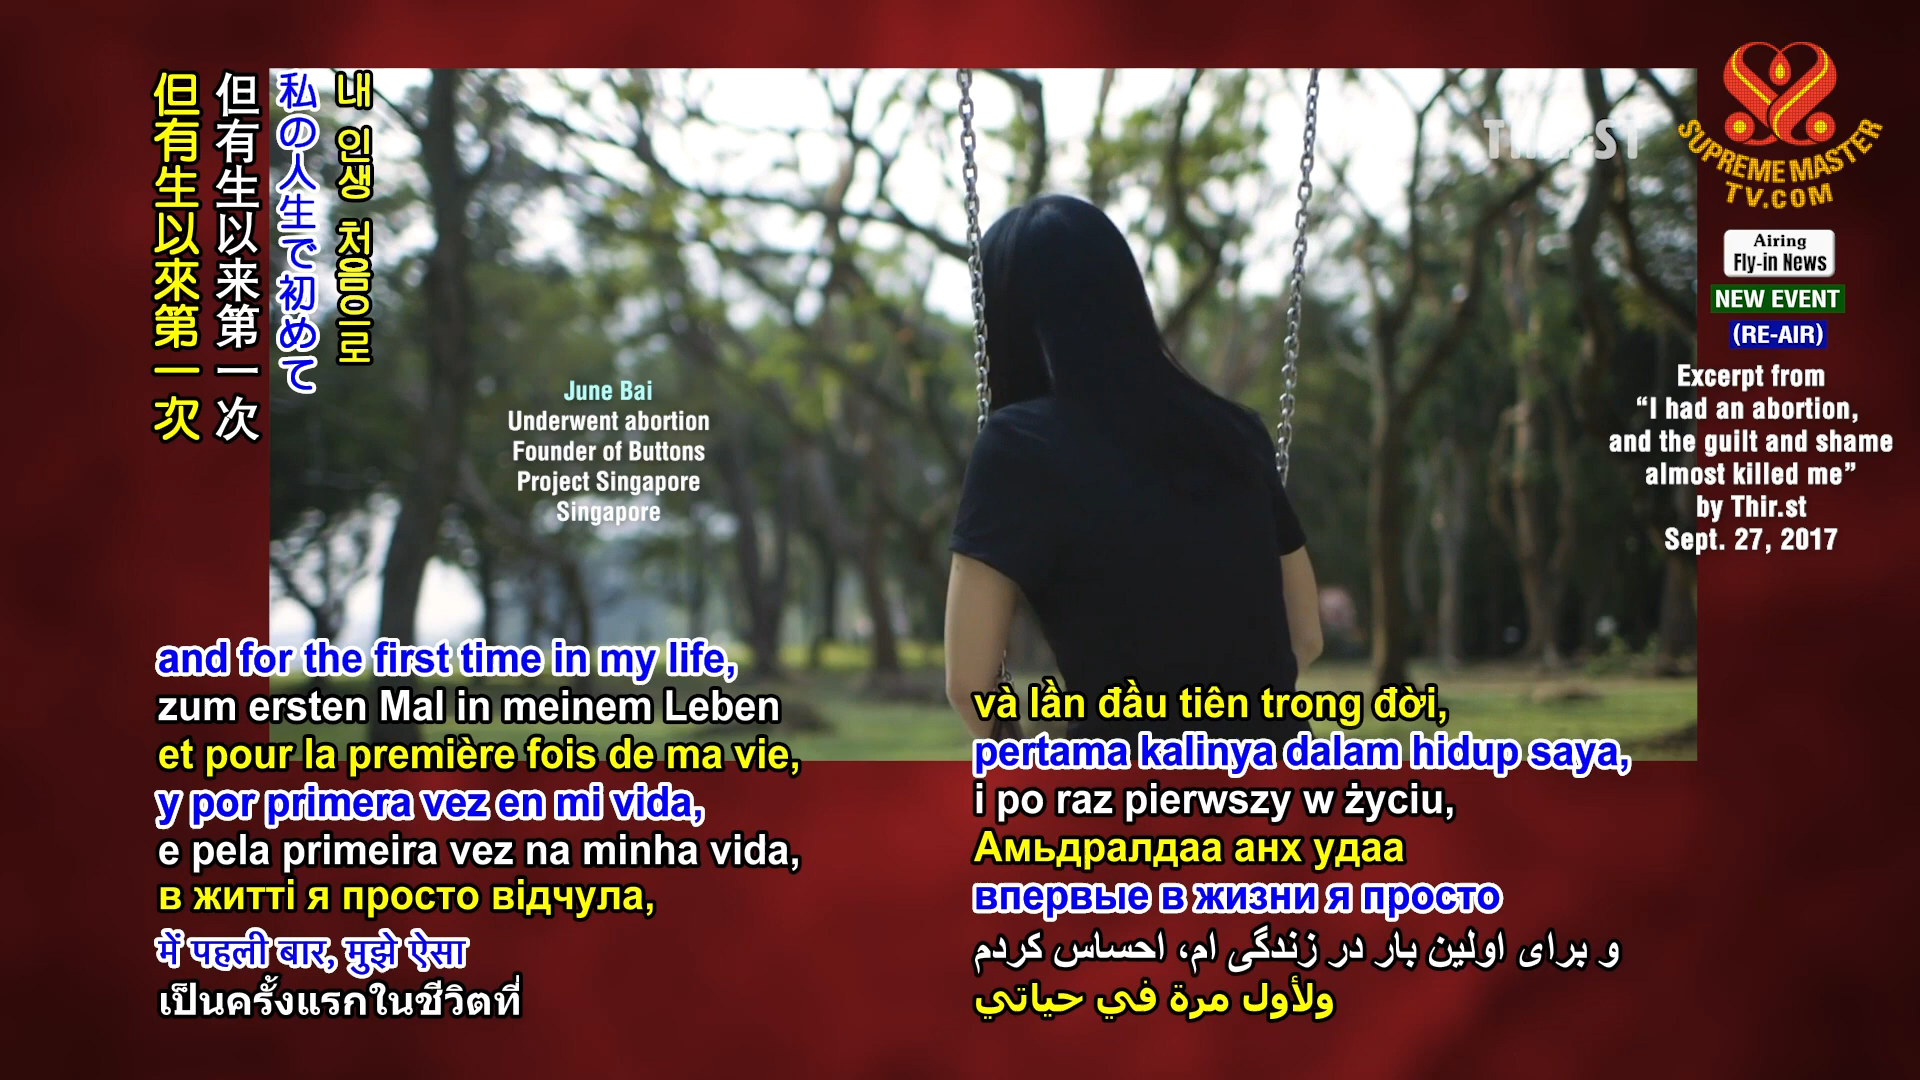 但有生以來第一次
但有生以来第一次
私の人生で初めて
내 인생 처음으로
THIR.ST
SUPREME MASTER
TV.COM
Airing
Fly-in News
NEW EVENT
(RE-AIR)
Excerpt from
“I had an abortion,
and the guilt and shame
almost killed me”
by Thir.st
Sept. 27, 2017
June Bai
Underwent abortion
Founder of Buttons
Project Singapore
Singapore
and for the first time in my life,
zum ersten Mal in meinem Leben
et pour la première fois de ma vie,
y por primera vez en mi vida,
e pela primeira vez na minha vida,
в житті я просто відчула,
में पहली बार, मुझे ऐसा
เป็นครั้งแรกในชีวิตที่
và lần đầu tiên trong đời,
pertama kalinya dalam hidup saya,
i po raz pierwszy w życiu,
Амьдралдаа анх удаа
впервые в жизни я просто
و برای اولین بار در زندگی ام، احساس کردم
ولأول مرة في حياتي